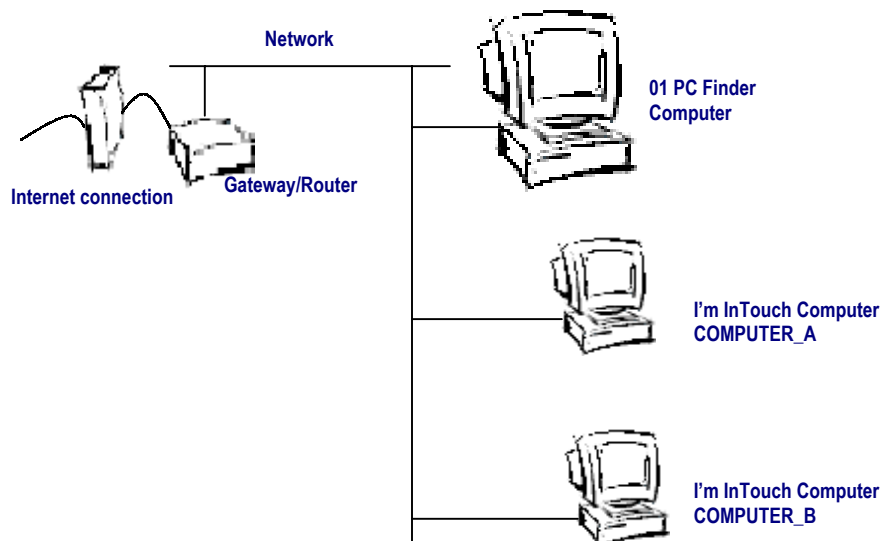 Network
01 PC Finder
Computer
Internet connection
Gateway/Router
I'm InTouch Computer
COMPUTER_A
I'm InTouch Computer
COMPUTER_B